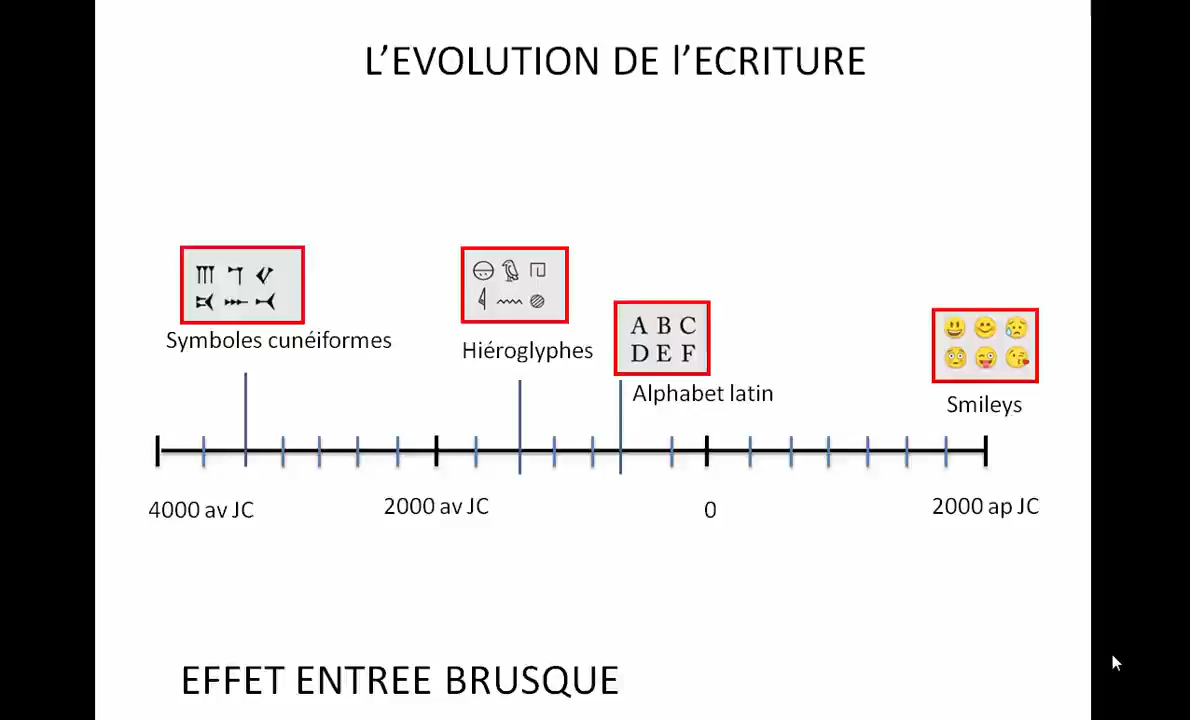 L’EVOLUTION DE l’ECRITURE
Symboles cunéiformes
Hiéroglyphes
A B C
D E F
Alphabet latin
Smileys
4000 av JC
2000 av JC
0
2000 ap JC
EFFET ENTREE BRUSQUE